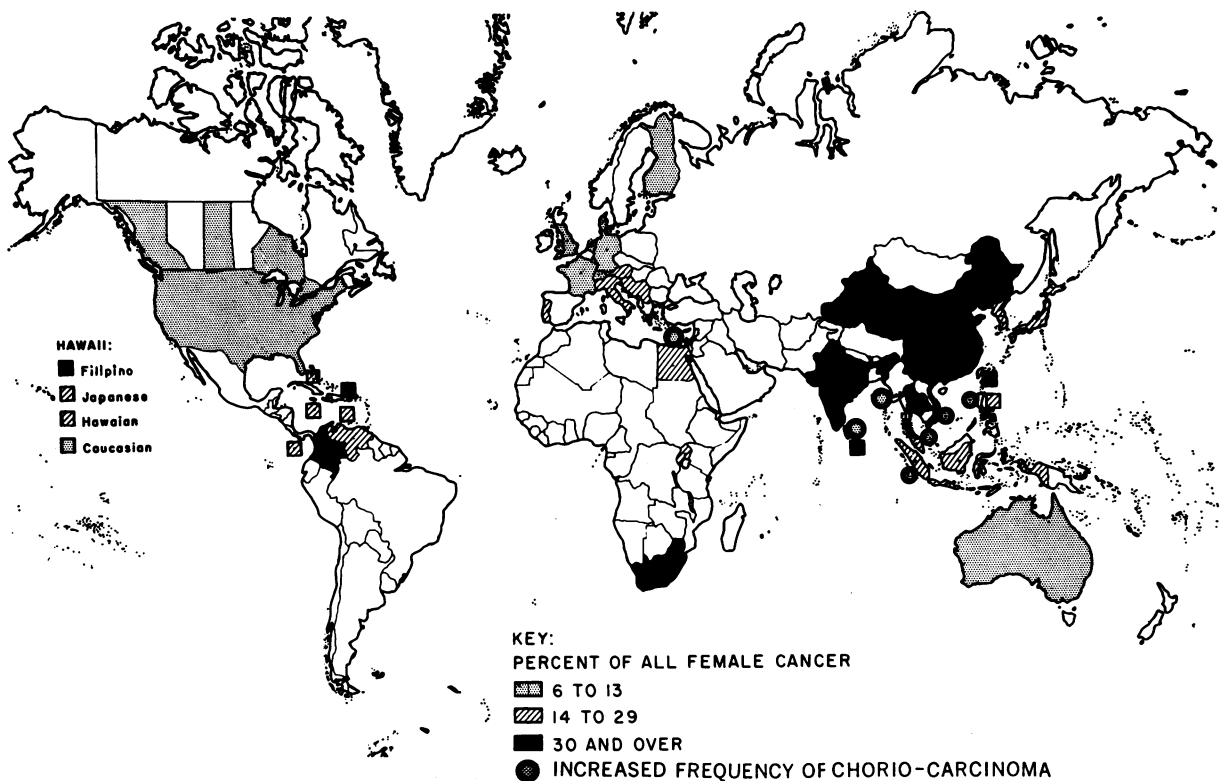 HAWAII:
Filipino
Japanese
Hawaiian
Caucasian
KEY:
PERCENT OF ALL FEMALE CANCER
6 TO 13
14 TO 29
30 AND OVER
INCREASED FREQUENCY OF CHORIO-CARCINOMA